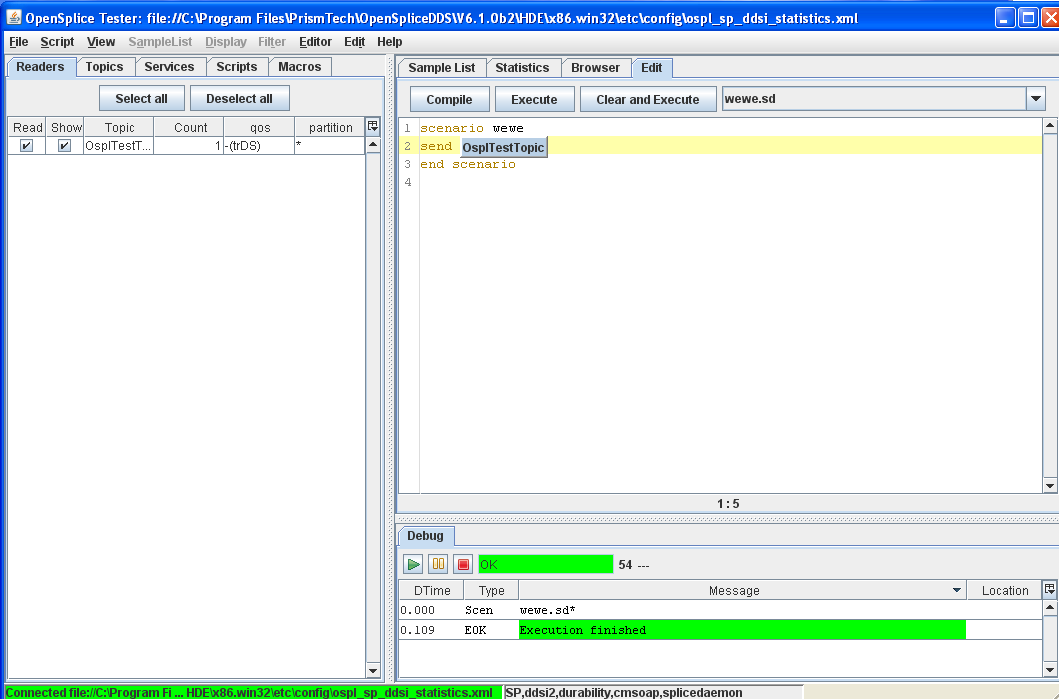 OpenSplice Tester: file://C:\Program Files\PrismTech\OpenSpliceDDS\V6.1.0b2\HDE\x86.win32\etc\config\ospl_sp_ddsi_statistics.xml
File Script View SampleList Display Filter Editor Edit Help
Readers Topics Services Scripts Macros
Select all Deselect all
Read Show Topic Count qos partition
OsplTestT... 1 -(trDS) *
Sample List Statistics Browser Edit
Compile Execute Clear and Execute wewe.sd
1 scenario wewe
2 send OsplTestTopic
3 end scenario
4
1:5
Debug
OK 54 ---
DTime Type Message Location
0.000 Scen wewe.sd*
0.109 EOK Execution finished
Connected file://C:\Program Fi ... HDE\x86.win32\etc\config\ospl_sp_ddsi_statistics.xml SP,ddsi2,durability,cmsoap,splicedaemon